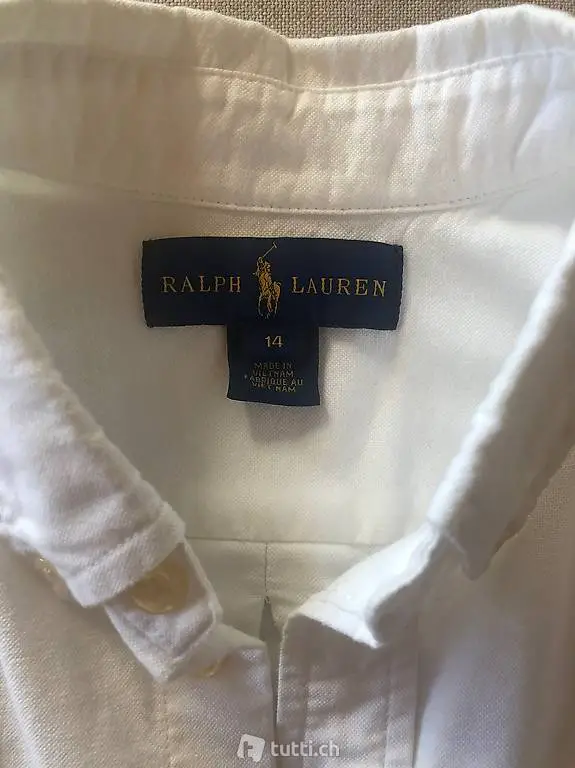 RALPH LAUREN
14
MADE IN
VIETNAM
FABRIQUE AU
VIET NAM
tutti.ch